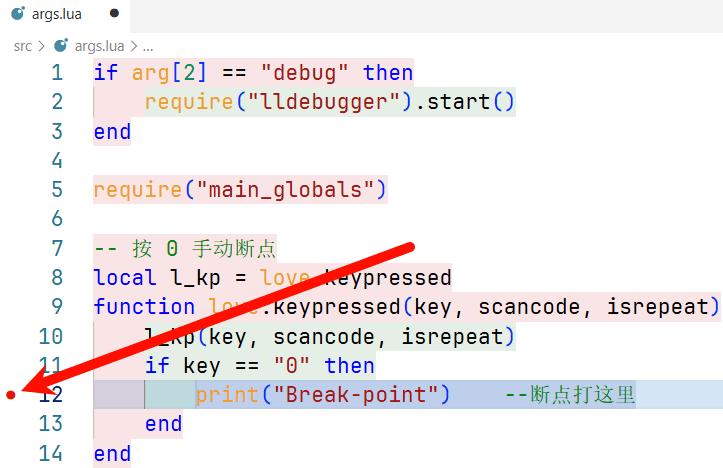 args.lua
src > args.lua > ...
1 if arg[2] == "debug" then
2     require("lldebugger").start()
3 end
4
5 require("main_globals")
6
7 -- 按 0 手动断点
8 local l_kp = love.keypressed
9 function love.keypressed(key, scancode, isrepeat)
10     l_kp(key, scancode, isrepeat)
11     if key == "0" then
12         print("Break-point")    --断点打这里
13     end
14 end